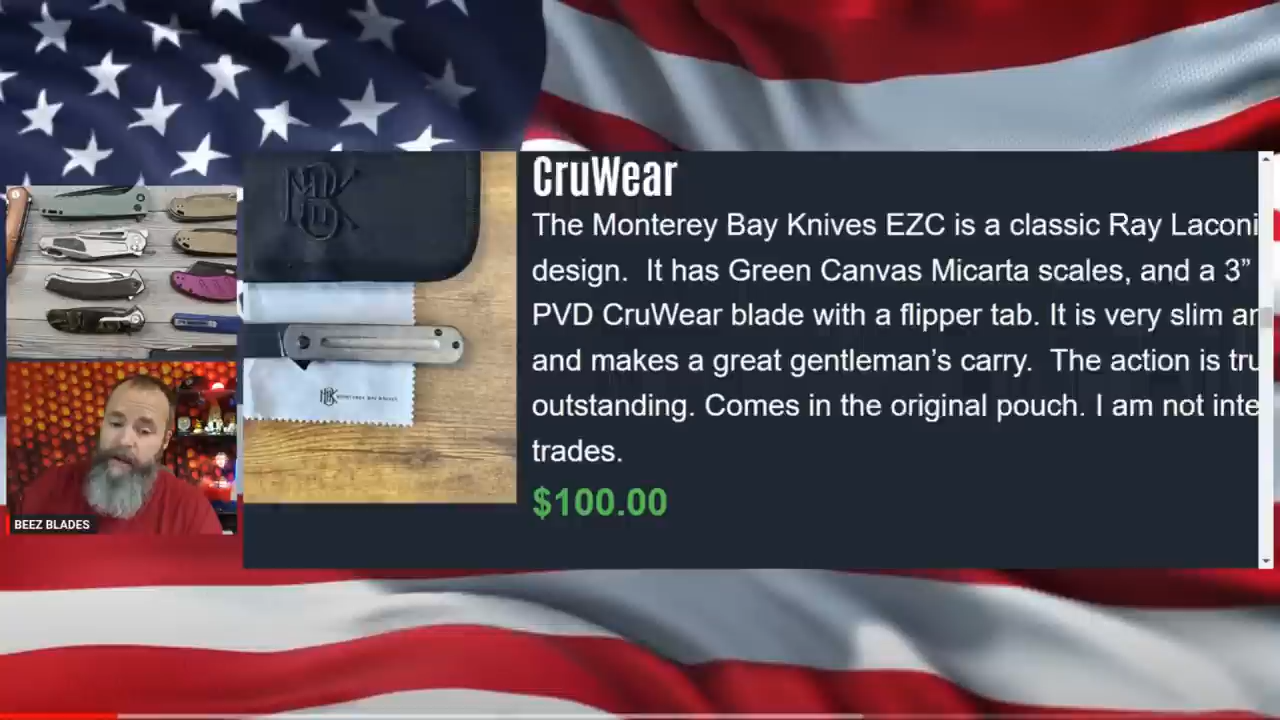 CruWear
The Monterey Bay Knives EZC is a classic Ray Laconi
design. It has Green Canvas Micarta scales, and a 3”
PVD CruWear blade with a flipper tab. It is very slim an
and makes a great gentleman’s carry. The action is tru
outstanding. Comes in the original pouch. I am not inte
trades.
$100.00
MBK MONTEREY BAY KNIVES
BEEZ BLADES